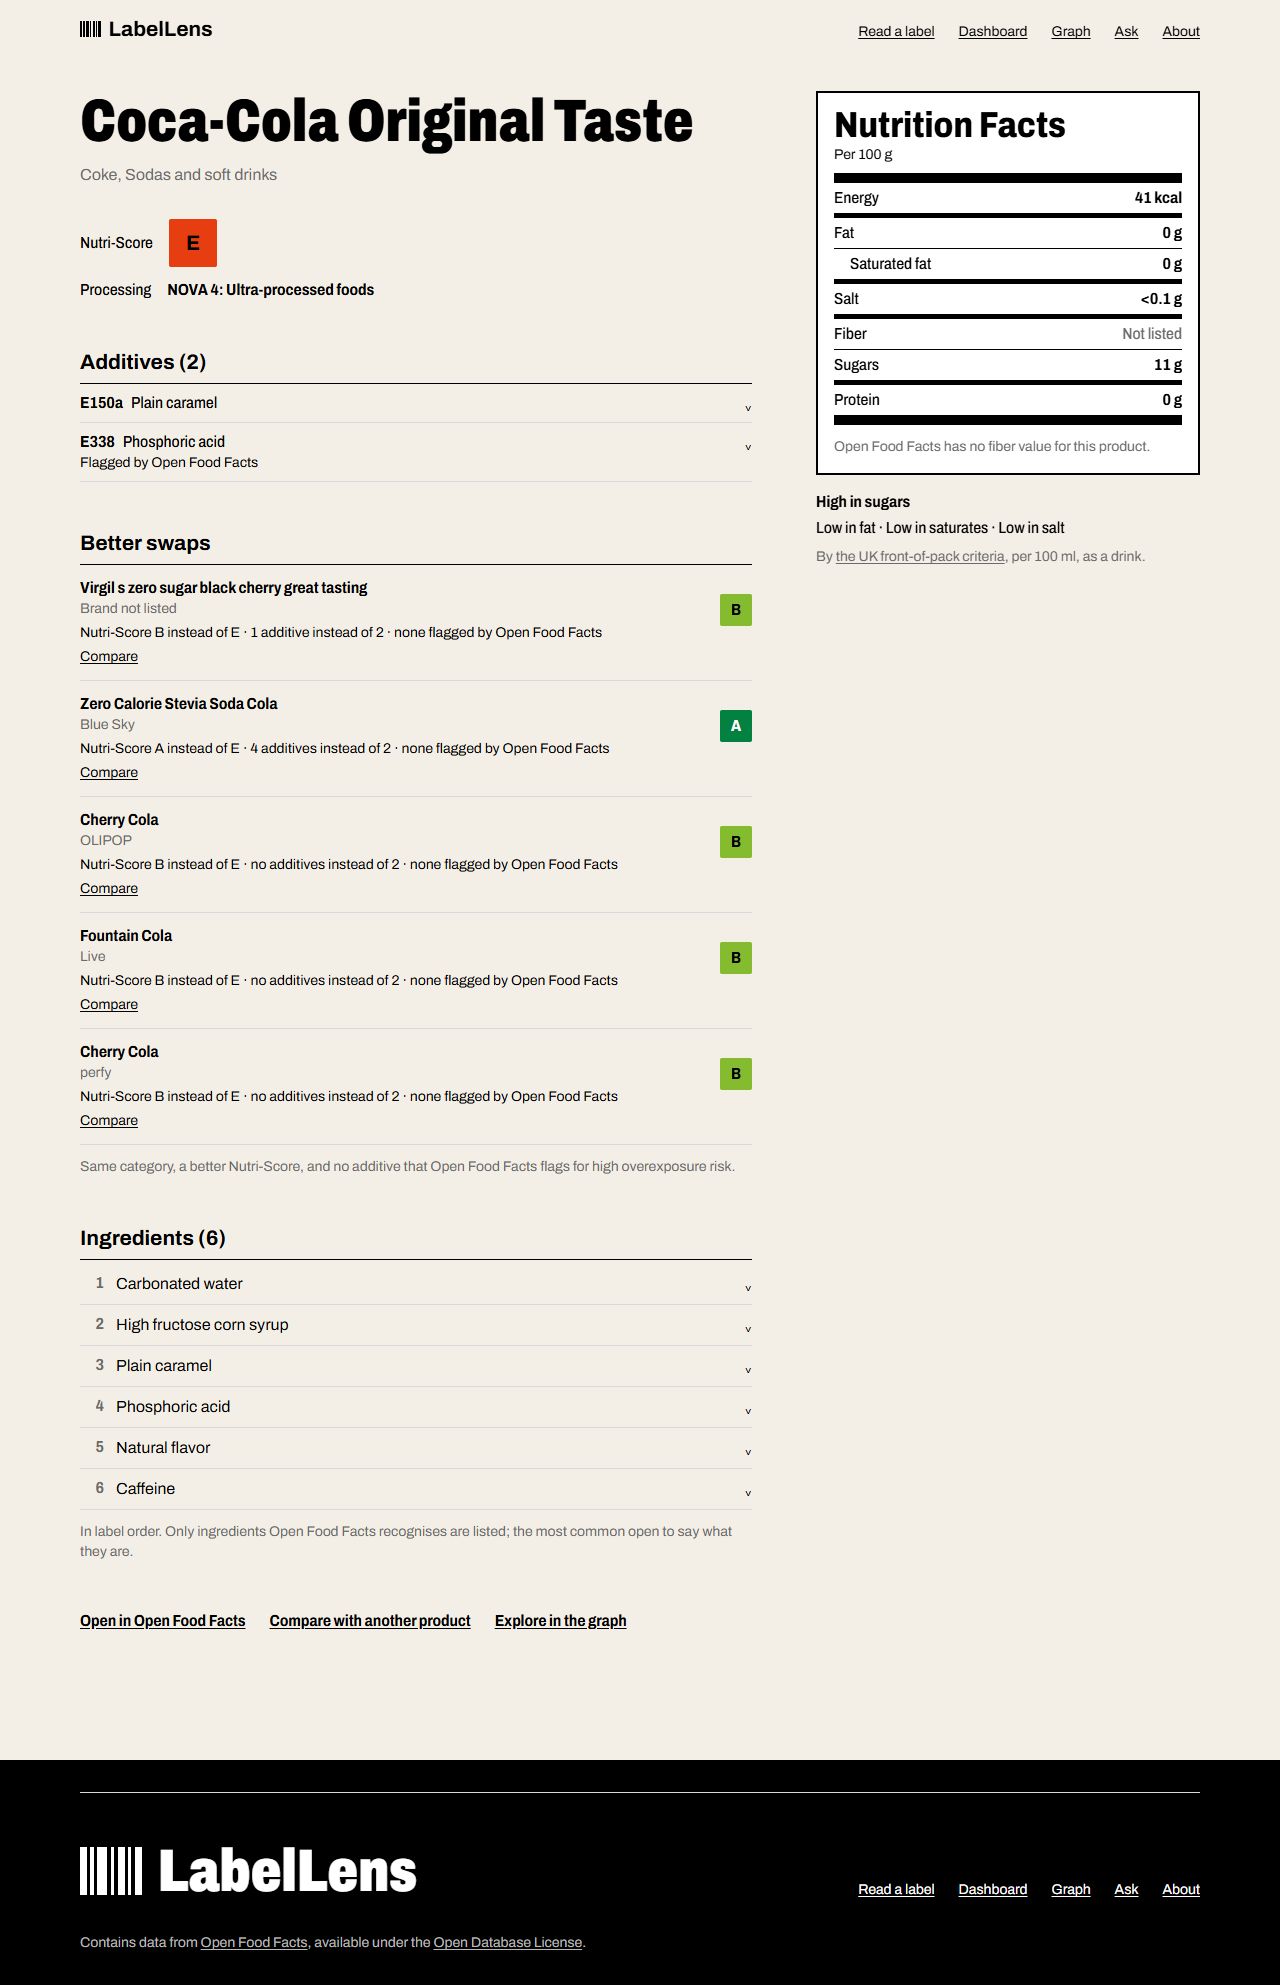 LabelLens
Read a label Dashboard Graph Ask About
Coca-Cola Original Taste
Coke, Sodas and soft drinks
Nutri-Score E
Processing NOVA 4: Ultra-processed foods
Additives (2)
E150a Plain caramel v
E338 Phosphoric acid v
Flagged by Open Food Facts
Better swaps
Virgil s zero sugar black cherry great tasting
Brand not listed
B
Nutri-Score B instead of E · 1 additive instead of 2 · none flagged by Open Food Facts
Compare
Zero Calorie Stevia Soda Cola
Blue Sky
A
Nutri-Score A instead of E · 4 additives instead of 2 · none flagged by Open Food Facts
Compare
Cherry Cola
OLIPOP
B
Nutri-Score B instead of E · no additives instead of 2 · none flagged by Open Food Facts
Compare
Fountain Cola
Live
B
Nutri-Score B instead of E · no additives instead of 2 · none flagged by Open Food Facts
Compare
Cherry Cola
perfy
B
Nutri-Score B instead of E · no additives instead of 2 · none flagged by Open Food Facts
Compare
Same category, a better Nutri-Score, and no additive that Open Food Facts flags for high overexposure risk.
Ingredients (6)
1 Carbonated water v
2 High fructose corn syrup v
3 Plain caramel v
4 Phosphoric acid v
5 Natural flavor v
6 Caffeine v
In label order. Only ingredients Open Food Facts recognises are listed; the most common open to say what
they are.
Open in Open Food Facts Compare with another product Explore in the graph
Nutrition Facts
Per 100 g
Energy 41 kcal
Fat 0 g
Saturated fat 0 g
Salt <0.1 g
Fiber Not listed
Sugars 11 g
Protein 0 g
Open Food Facts has no fiber value for this product.
High in sugars
Low in fat · Low in saturates · Low in salt
By the UK front-of-pack criteria, per 100 ml, as a drink.
LabelLens
Read a label Dashboard Graph Ask About
Contains data from Open Food Facts, available under the Open Database License.